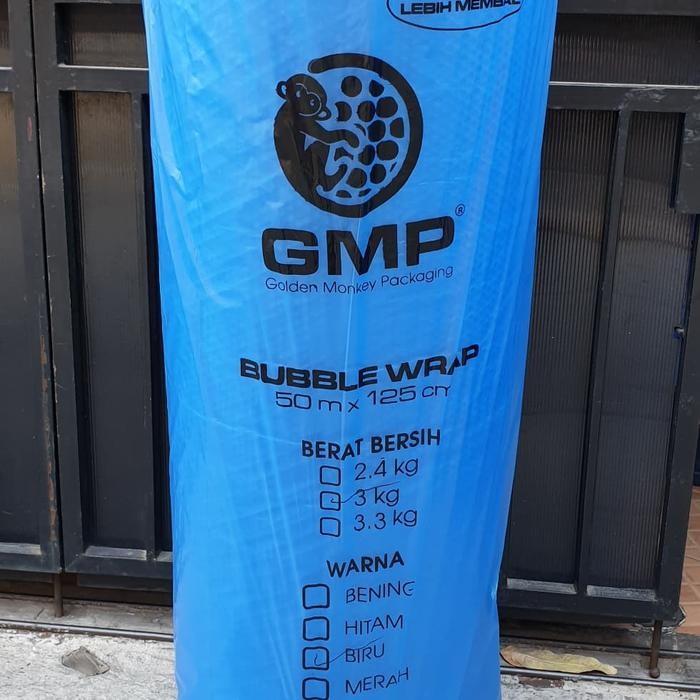 LEBIH MEMBAL
GMP®
Golden Monkey Packaging
BUBBLE WRAP
50 m x 125 cm
BERAT BERSIH
2.4 kg
3 kg
3.3 kg
WARNA
BENING
HITAM
BIRU
MERAH